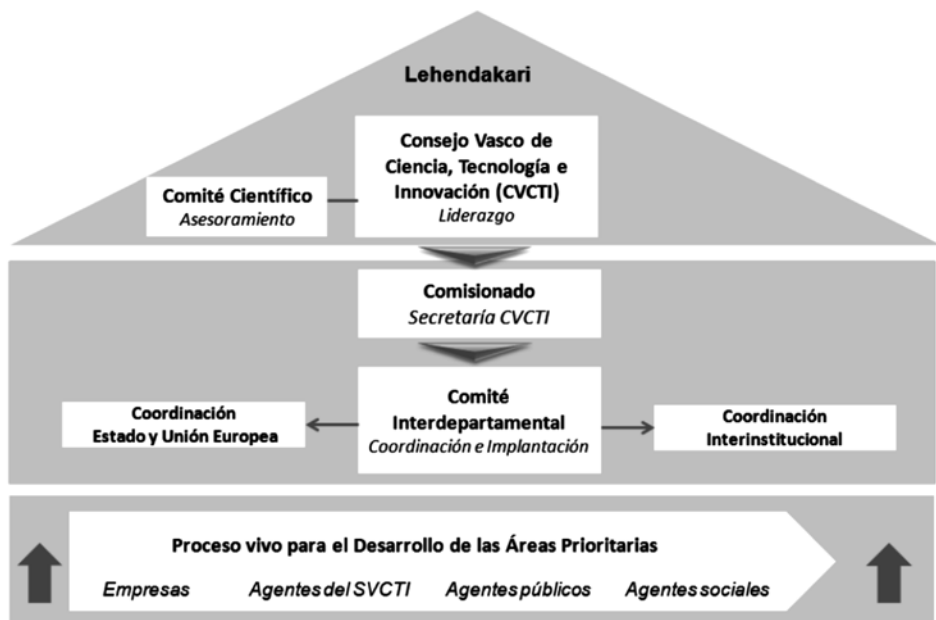 Lehendakari
Consejo Vasco de
Ciencia, Tecnología e
Innovación (CVCTI)
Liderazgo
Comité Científico
Asesoramiento
Comisionado
Secretaría CVCTI
Comité
Interdepartamental
Coordinación e Implantación
Coordinación
Estado y Unión Europea
Coordinación
Interinstitucional
Proceso vivo para el Desarrollo de las Áreas Prioritarias
Empresas Agentes del SVCTI Agentes públicos Agentes sociales